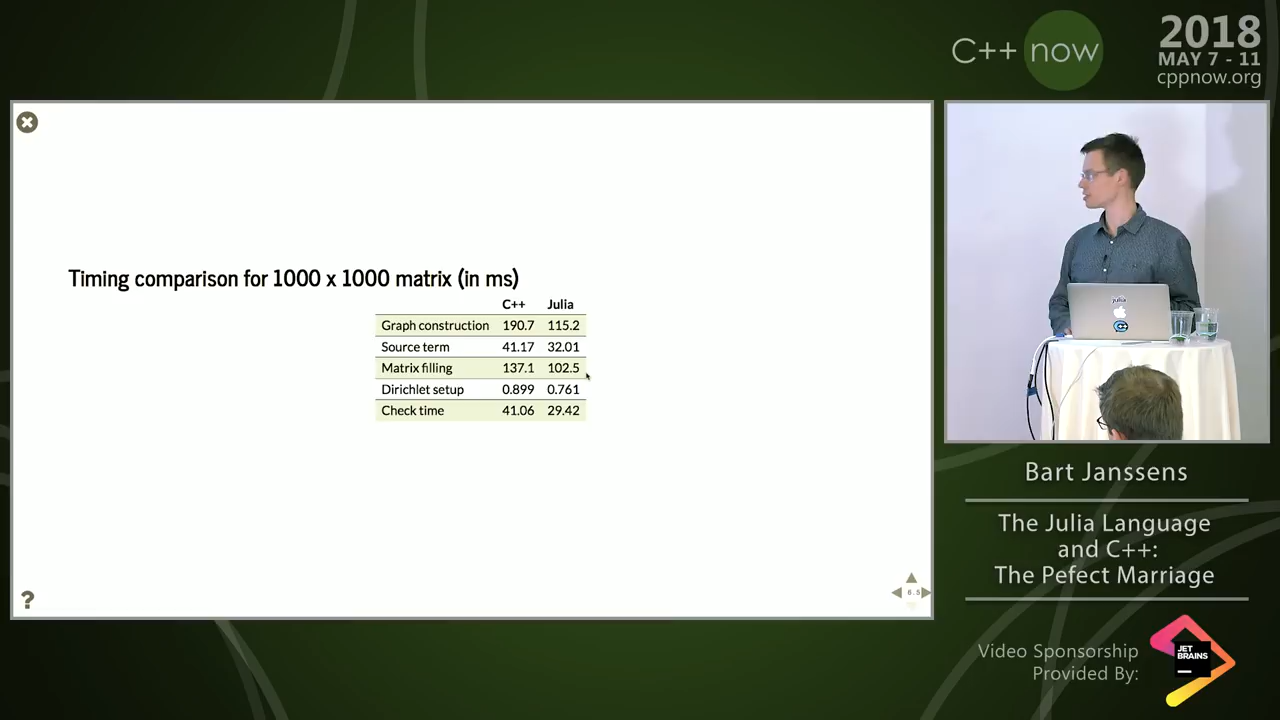 C++ now
2018
MAY 7 - 11
cppnow.org
Timing comparison for 1000 x 1000 matrix (in ms)
C++ Julia
Graph construction 190.7 115.2
Source term 41.17 32.01
Matrix filling 137.1 102.5
Dirichlet setup 0.899 0.761
Check time 41.06 29.42
?
6.5
julia
Bart Janssens
The Julia Language
and C++:
The Pefect Marriage
Video Sponsorship
Provided By:
JET
BRAINS